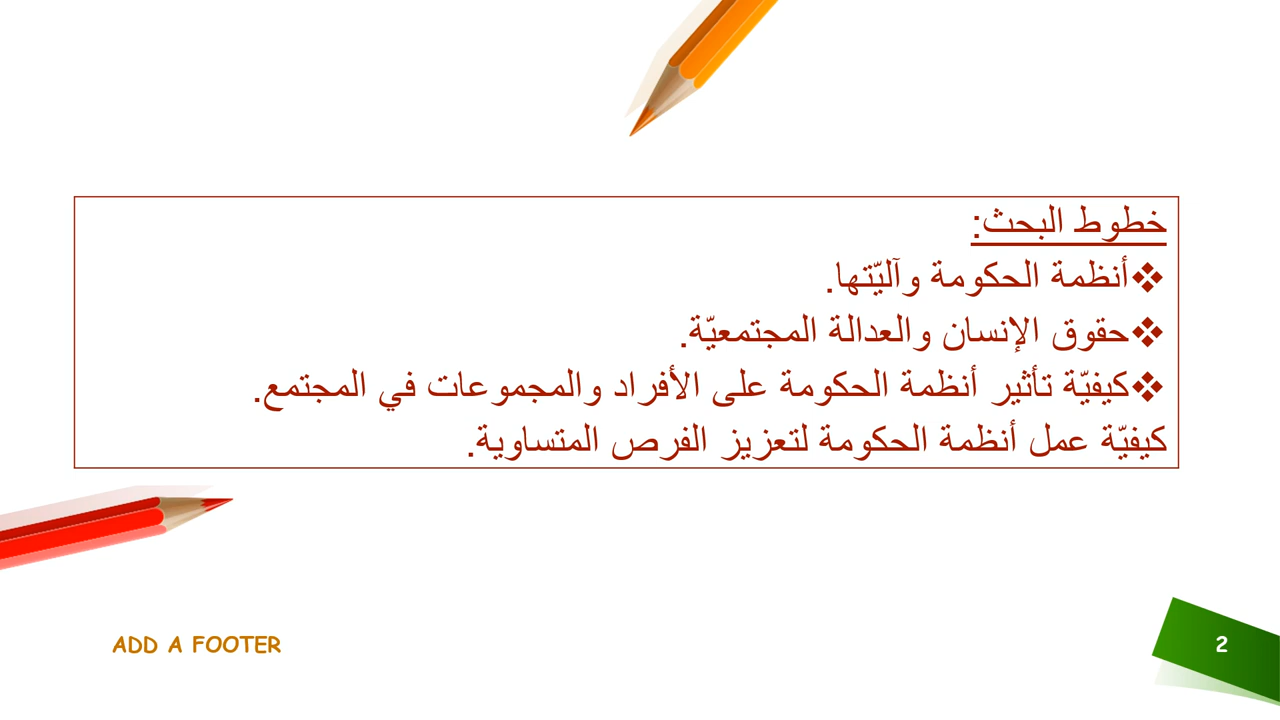 خطوط البحث:
❖أنظمة الحكومة وآليّتها.
❖حقوق الإنسان والعدالة المجتمعيّة.
❖كيفيّة تأثير أنظمة الحكومة على الأفراد والمجموعات في المجتمع.
كيفيّة عمل أنظمة الحكومة لتعزيز الفرص المتساوية.
ADD A FOOTER
2